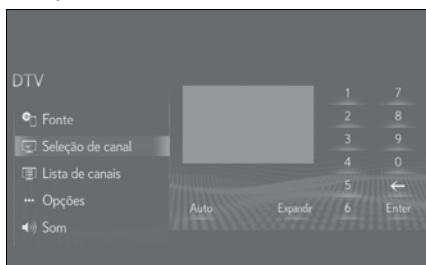 DTV
1 7
Fonte
2 8
Seleção de canal
3 9
4 0
Lista de canais
5 ←
Opções
Auto Expandir 6 Enter
Som